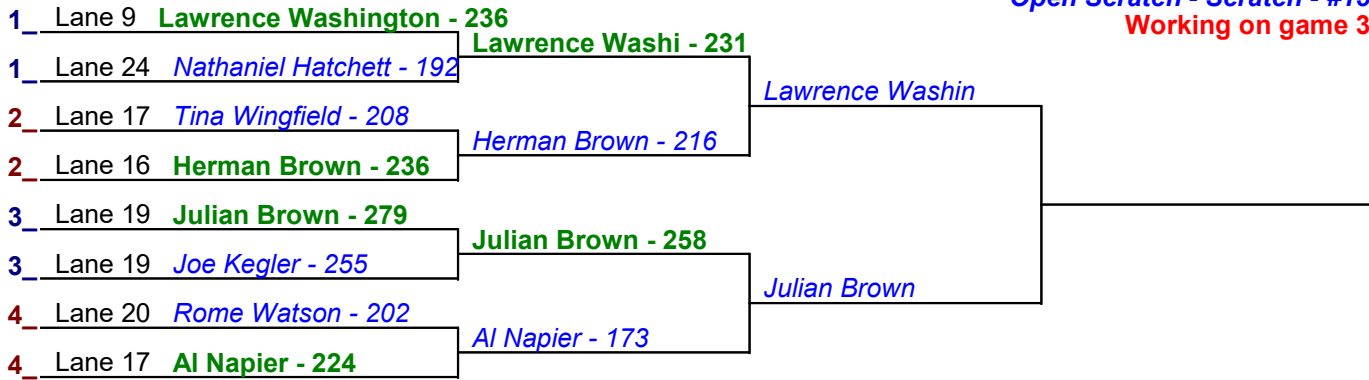 Open Scratch - Scratch -
Working on game 3
1_ Lane 9 Lawrence Washington - 236
1_ Lane 24 Nathaniel Hatchett - 192
2_ Lane 17 Tina Wingfield - 208
2_ Lane 16 Herman Brown - 236
3_ Lane 19 Julian Brown - 279
3_ Lane 19 Joe Kegler - 255
4_ Lane 20 Rome Watson - 202
4_ Lane 17 Al Napier - 224
Lawrence Washi - 231
Herman Brown - 216
Julian Brown - 258
Al Napier - 173
Lawrence Washin
Julian Brown